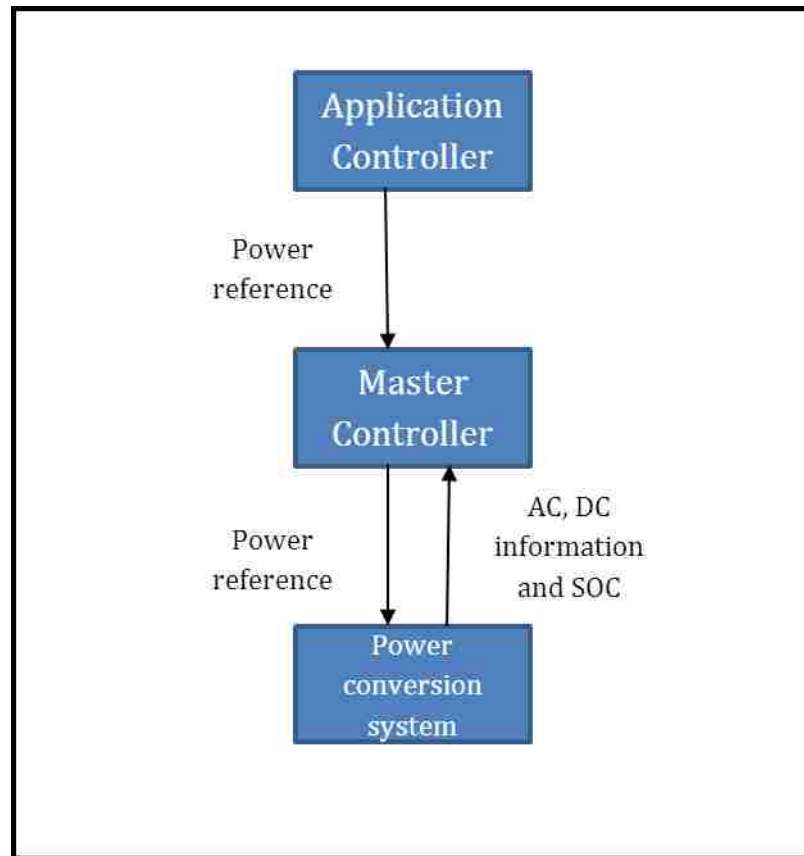 Application
Controller
Power
reference
Master
Controller
Power
reference
AC, DC
information
and SOC
Power
conversion
system